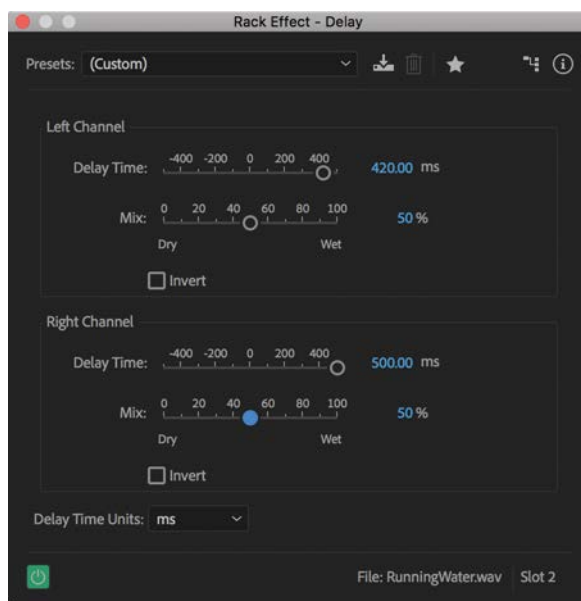 Rack Effect - Delay
Presets: (Custom)
Left Channel
-400 -200 0 200 400
Delay Time: 420.00 ms
0 20 40 60 80 100
Mix: 50 %
Dry Wet
Invert
Right Channel
-400 -200 0 200 400
Delay Time: 500.00 ms
0 20 40 60 80 100
Mix: 50 %
Dry Wet
Invert
Delay Time Units: ms
File: RunningWater.wav Slot 2